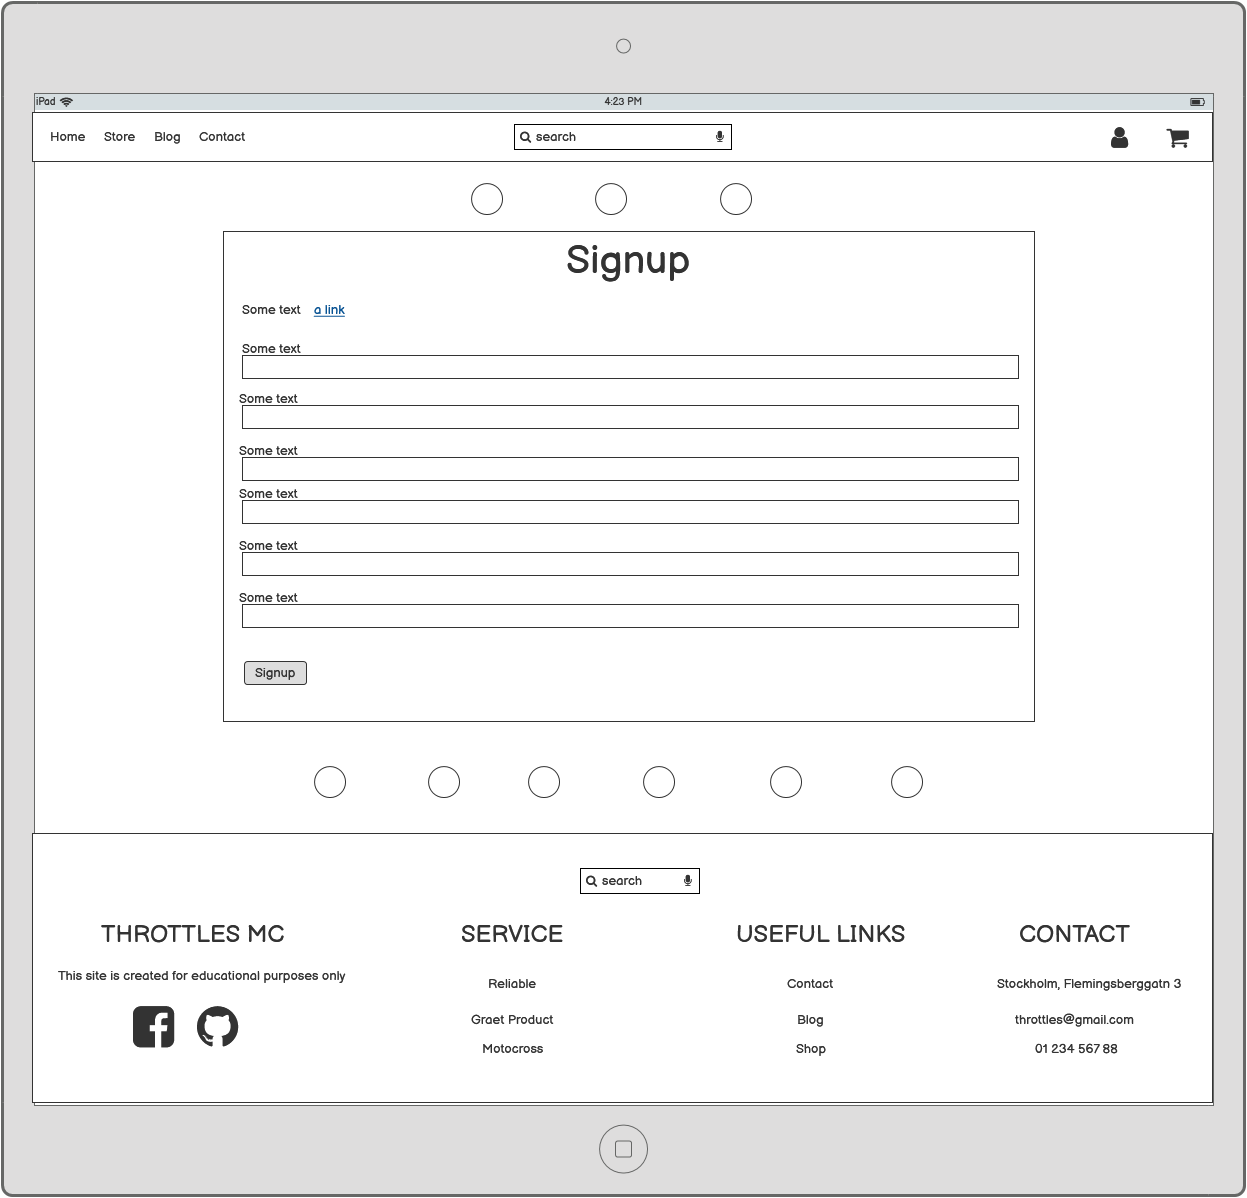 iPad 4:23 PM
Home Store Blog Contact search
Signup
Some text a link
Some text
Some text
Some text
Some text
Some text
Some text
Signup
search
THROTTLES MC SERVICE USEFUL LINKS CONTACT
This site is created for educational purposes only
Reliable Contact Stockholm, Flemingsberggatn 3
Graet Product Blog throttles@gmail.com
Motocross Shop 01 234 567 88